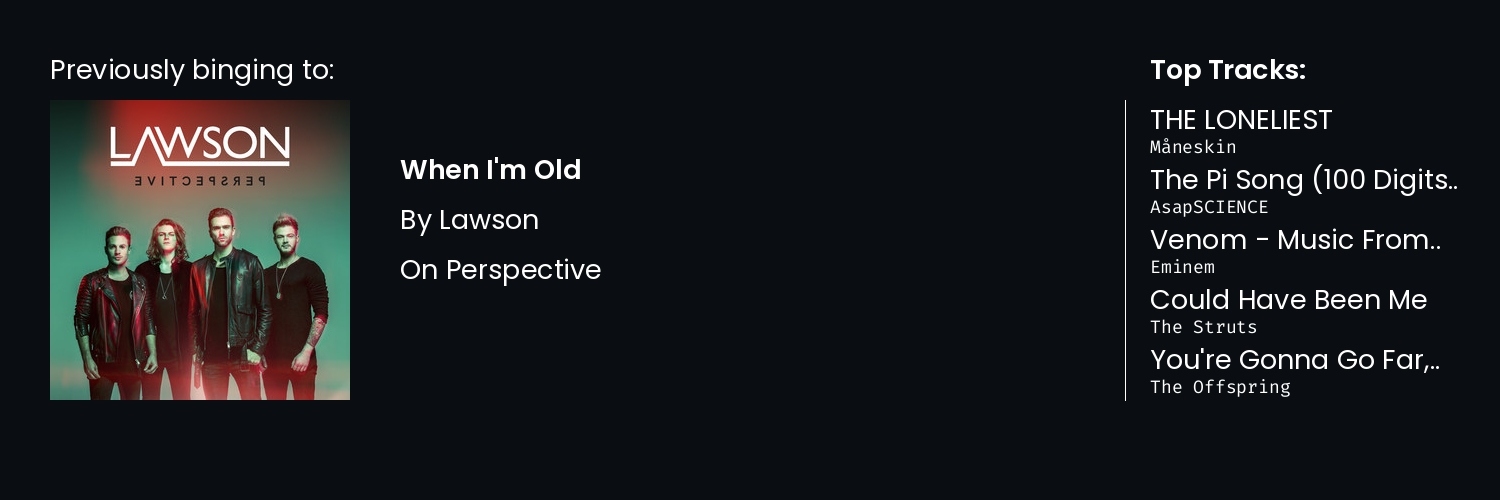 Previously binging to:
LAWSON
PERSPECTIVE
When I'm Old
By Lawson
On Perspective
Top Tracks:
THE LONELIEST
Måneskin
The Pi Song (100 Digits..
AsapSCIENCE
Venom - Music From..
Eminem
Could Have Been Me
The Struts
You're Gonna Go Far,..
The Offspring